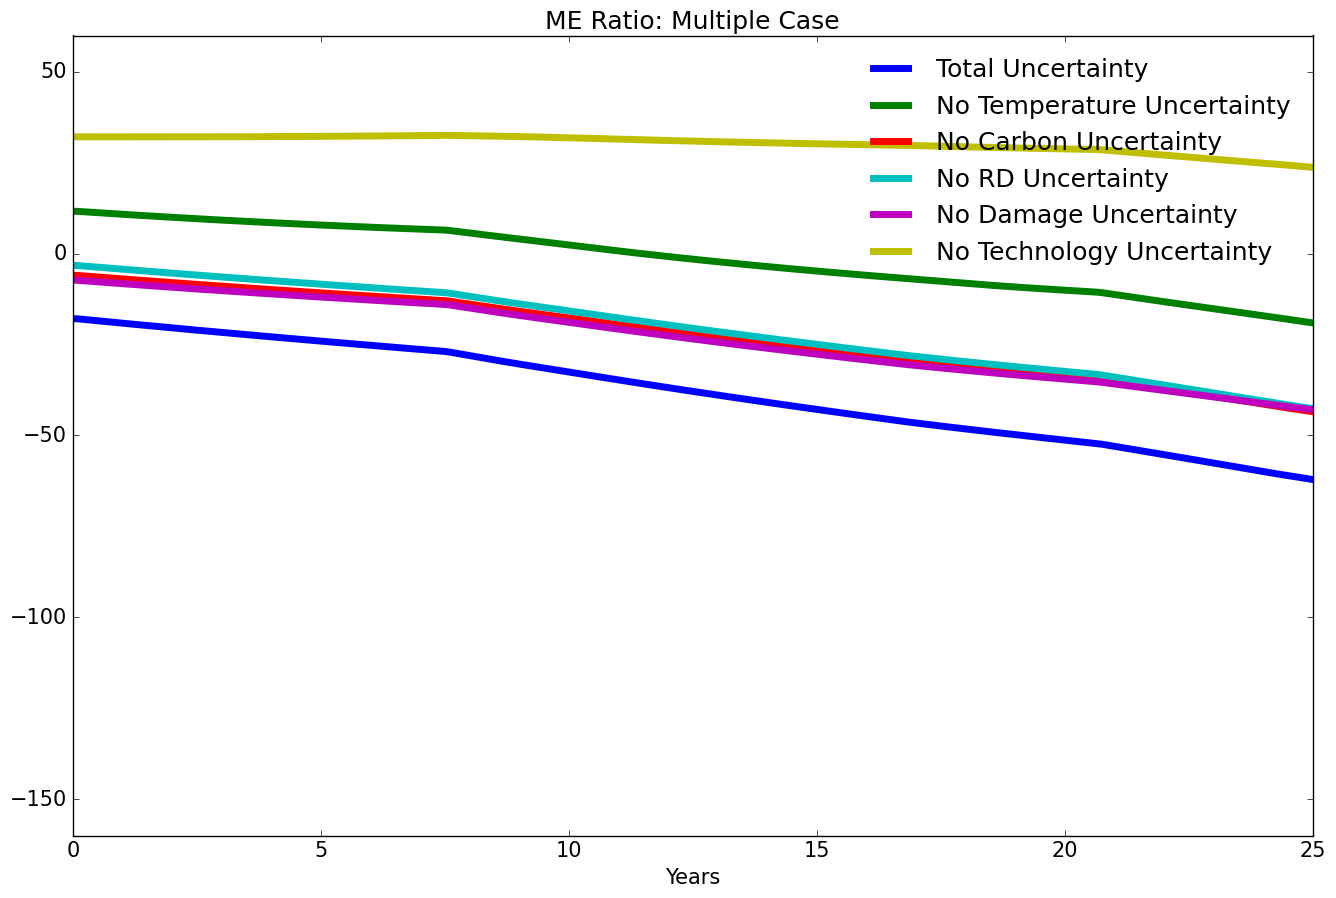 ME Ratio: Multiple Case
50
0
−50
−100
−150
Total Uncertainty
No Temperature Uncertainty
No Carbon Uncertainty
No RD Uncertainty
No Damage Uncertainty
No Technology Uncertainty
0 5 10 15 20 25
Years